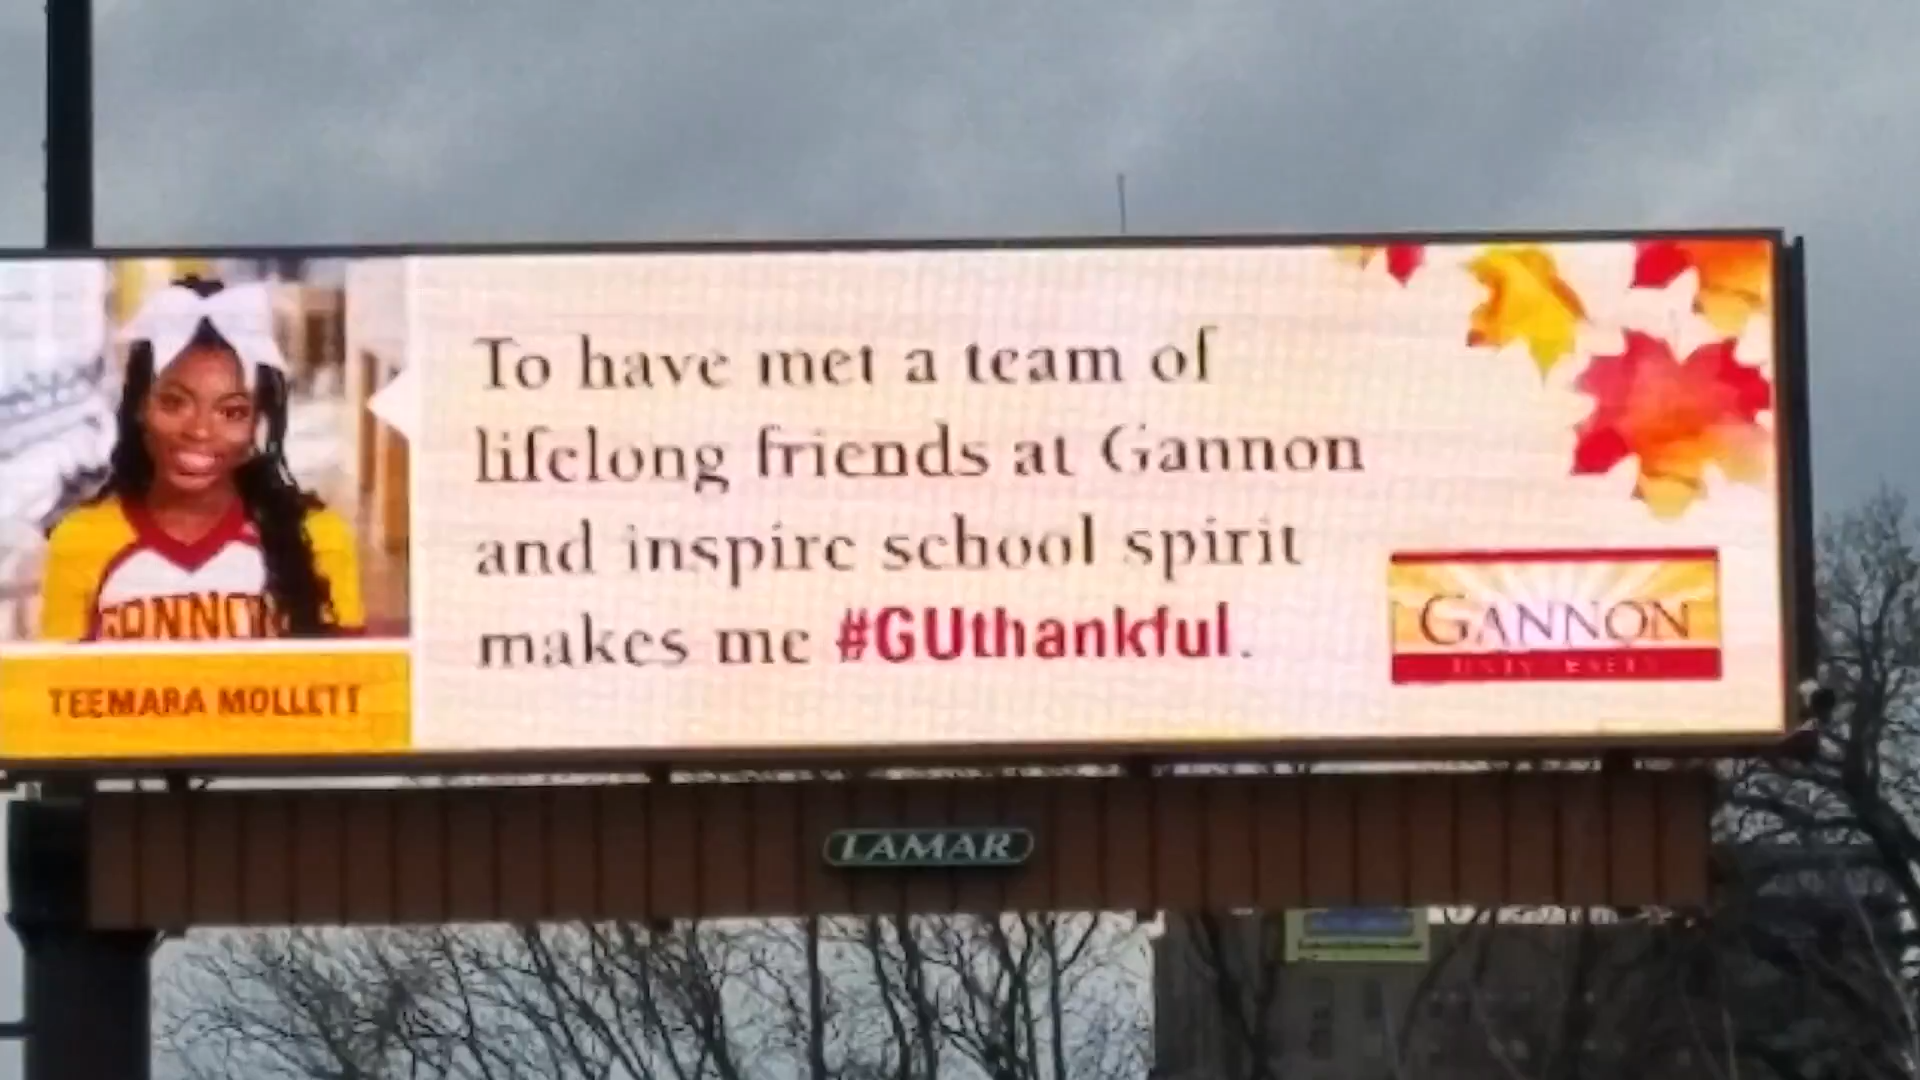 To have met a team of
lifelong friends at Gannon
and inspire school spirit
makes me #GUthankful.
GANNON
UNIVERSITY
GANNON
TEEMARA MOLLETT
LAMAR